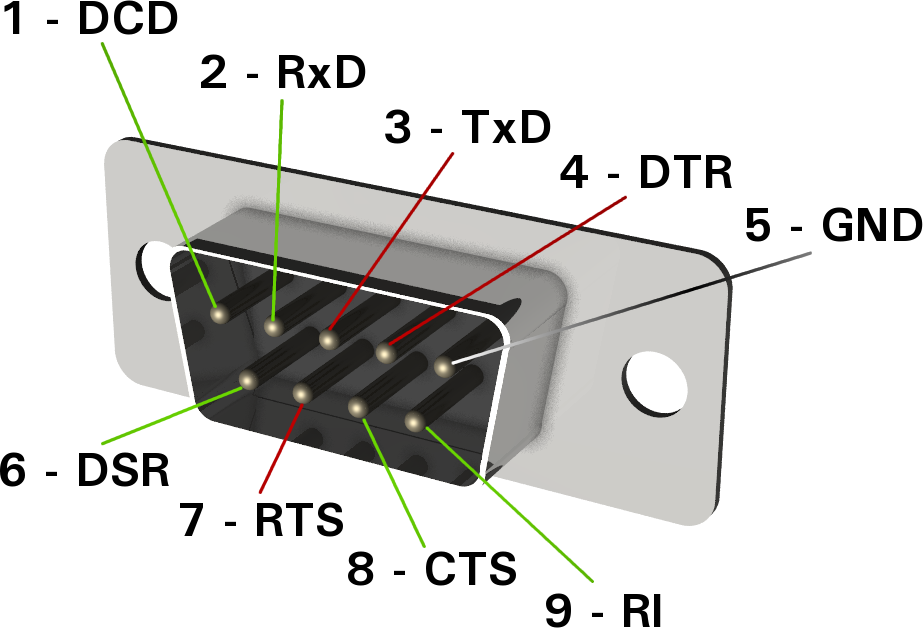 1 - DCD
2 - RxD
3 - TxD
4 - DTR
5 - GND
6 - DSR
7 - RTS
8 - CTS
9 - RI